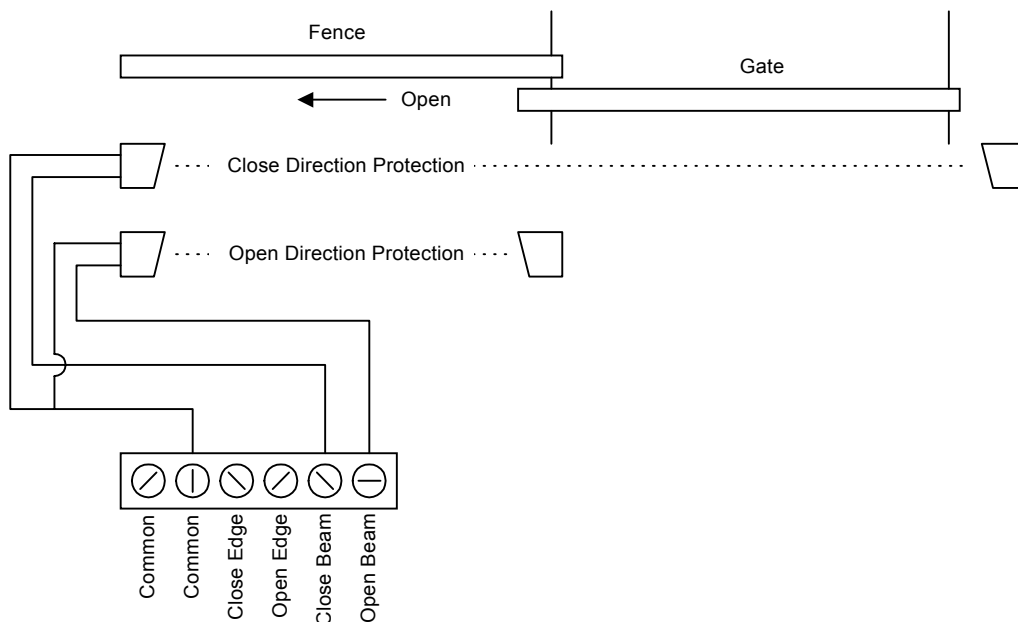 Fence
Gate
Open
Close Direction Protection
Open Direction Protection
Common
Common
Close Edge
Open Edge
Close Beam
Open Beam